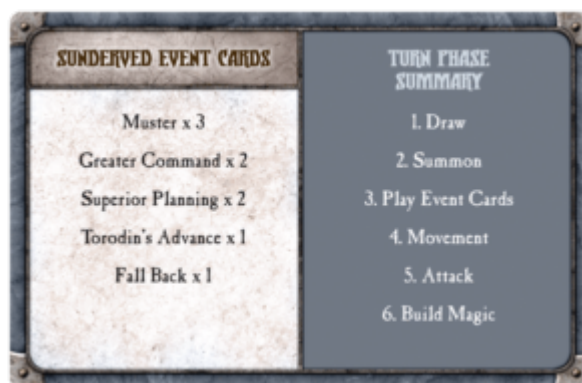 SUNDERVED EVENT CARDS
Muster x 3
Greater Command x 2
Superior Planning x 2
Torodin's Advance x 1
Fall Back x 1
TURN PHASE
SUMMARY
1. Draw
2. Summon
3. Play Event Cards
4. Movement
5. Attack
6. Build Magic